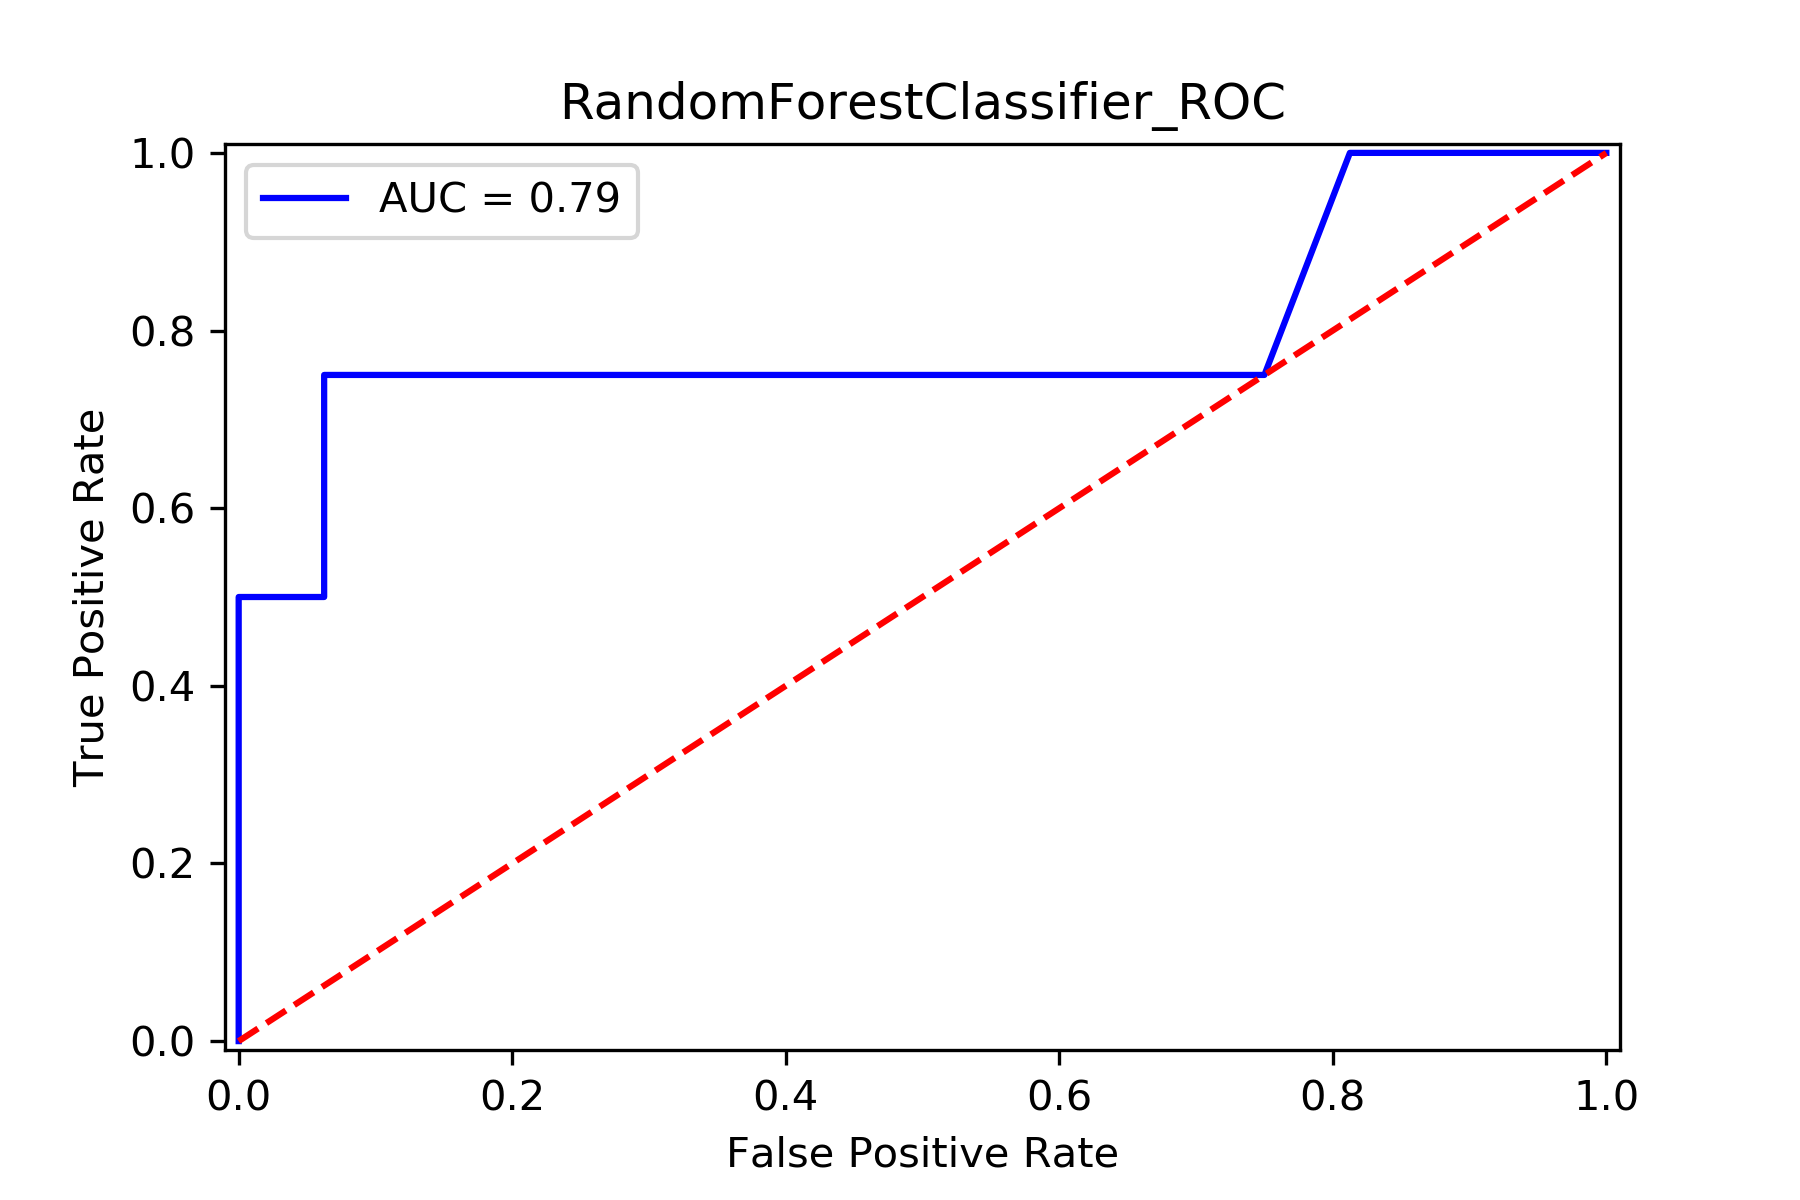 RandomForestClassifier_ROC
AUC = 0.79
True Positive Rate
1.0
0.8
0.6
0.4
0.2
0.0
0.0 0.2 0.4 0.6 0.8 1.0
False Positive Rate